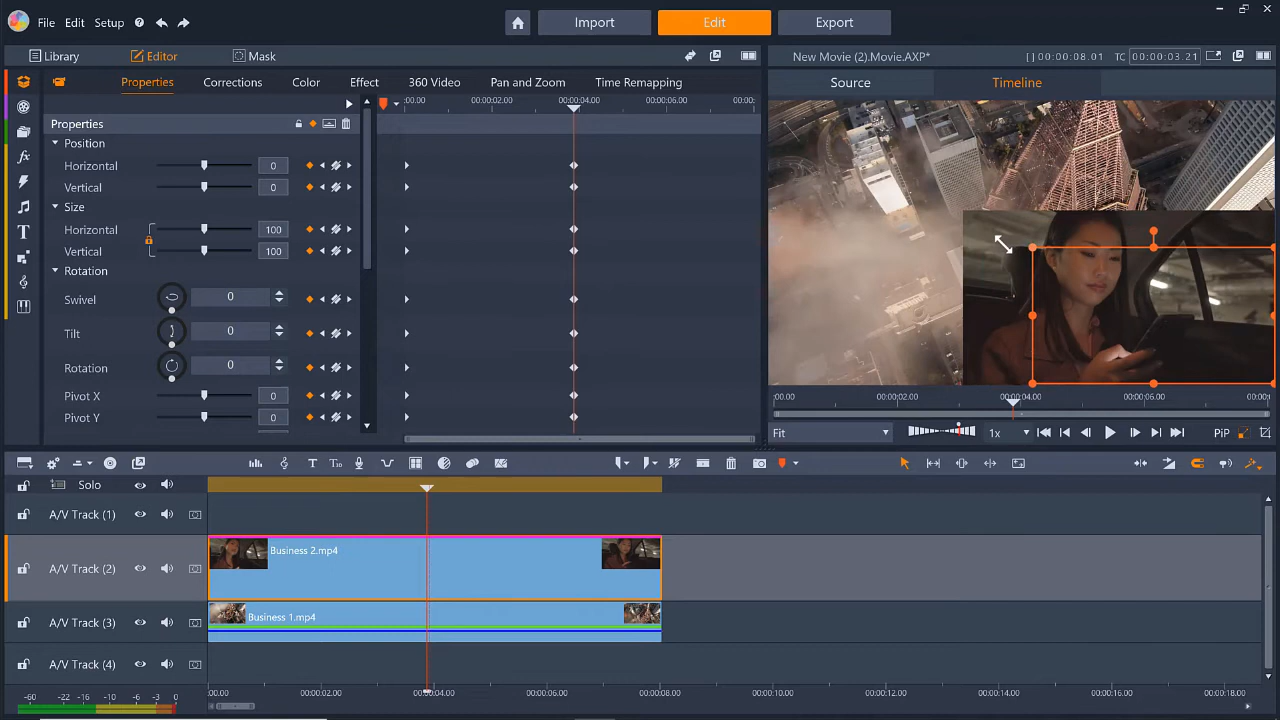 File Edit Setup Import Edit Export
Library Editor Mask New Movie (2).Movie.AXP* [] 00:00:08.01 TC 00:00:03.21
Properties Corrections Color Effect 360 Video Pan and Zoom Time Remapping Source Timeline
:00.00 00:00:02.00 00:00:04.00 00:00:06.00 00:00:
Properties
Position
Horizontal 0
Vertical 0
Size
Horizontal 100
Vertical 100
Rotation
Swivel 0
Tilt 0
Rotation 0
Pivot X 0
Pivot Y 0
:00.00 00:00:02.00 00:00:04.00 00:00:06.00 00:00:(
Fit 1x PiP
Solo
A/V Track (1)
A/V Track (2) Business 2.mp4
A/V Track (3) Business 1.mp4
A/V Track (4)
-60 -22 -16 -10 -6 -3 0 :00.00 00:00:02.00 00:00:04.00 00:00:06.00 00:00:08.00 00:00:10.00 00:00:12.00 00:00:14.00 00:00:16.00 00:00:18.00